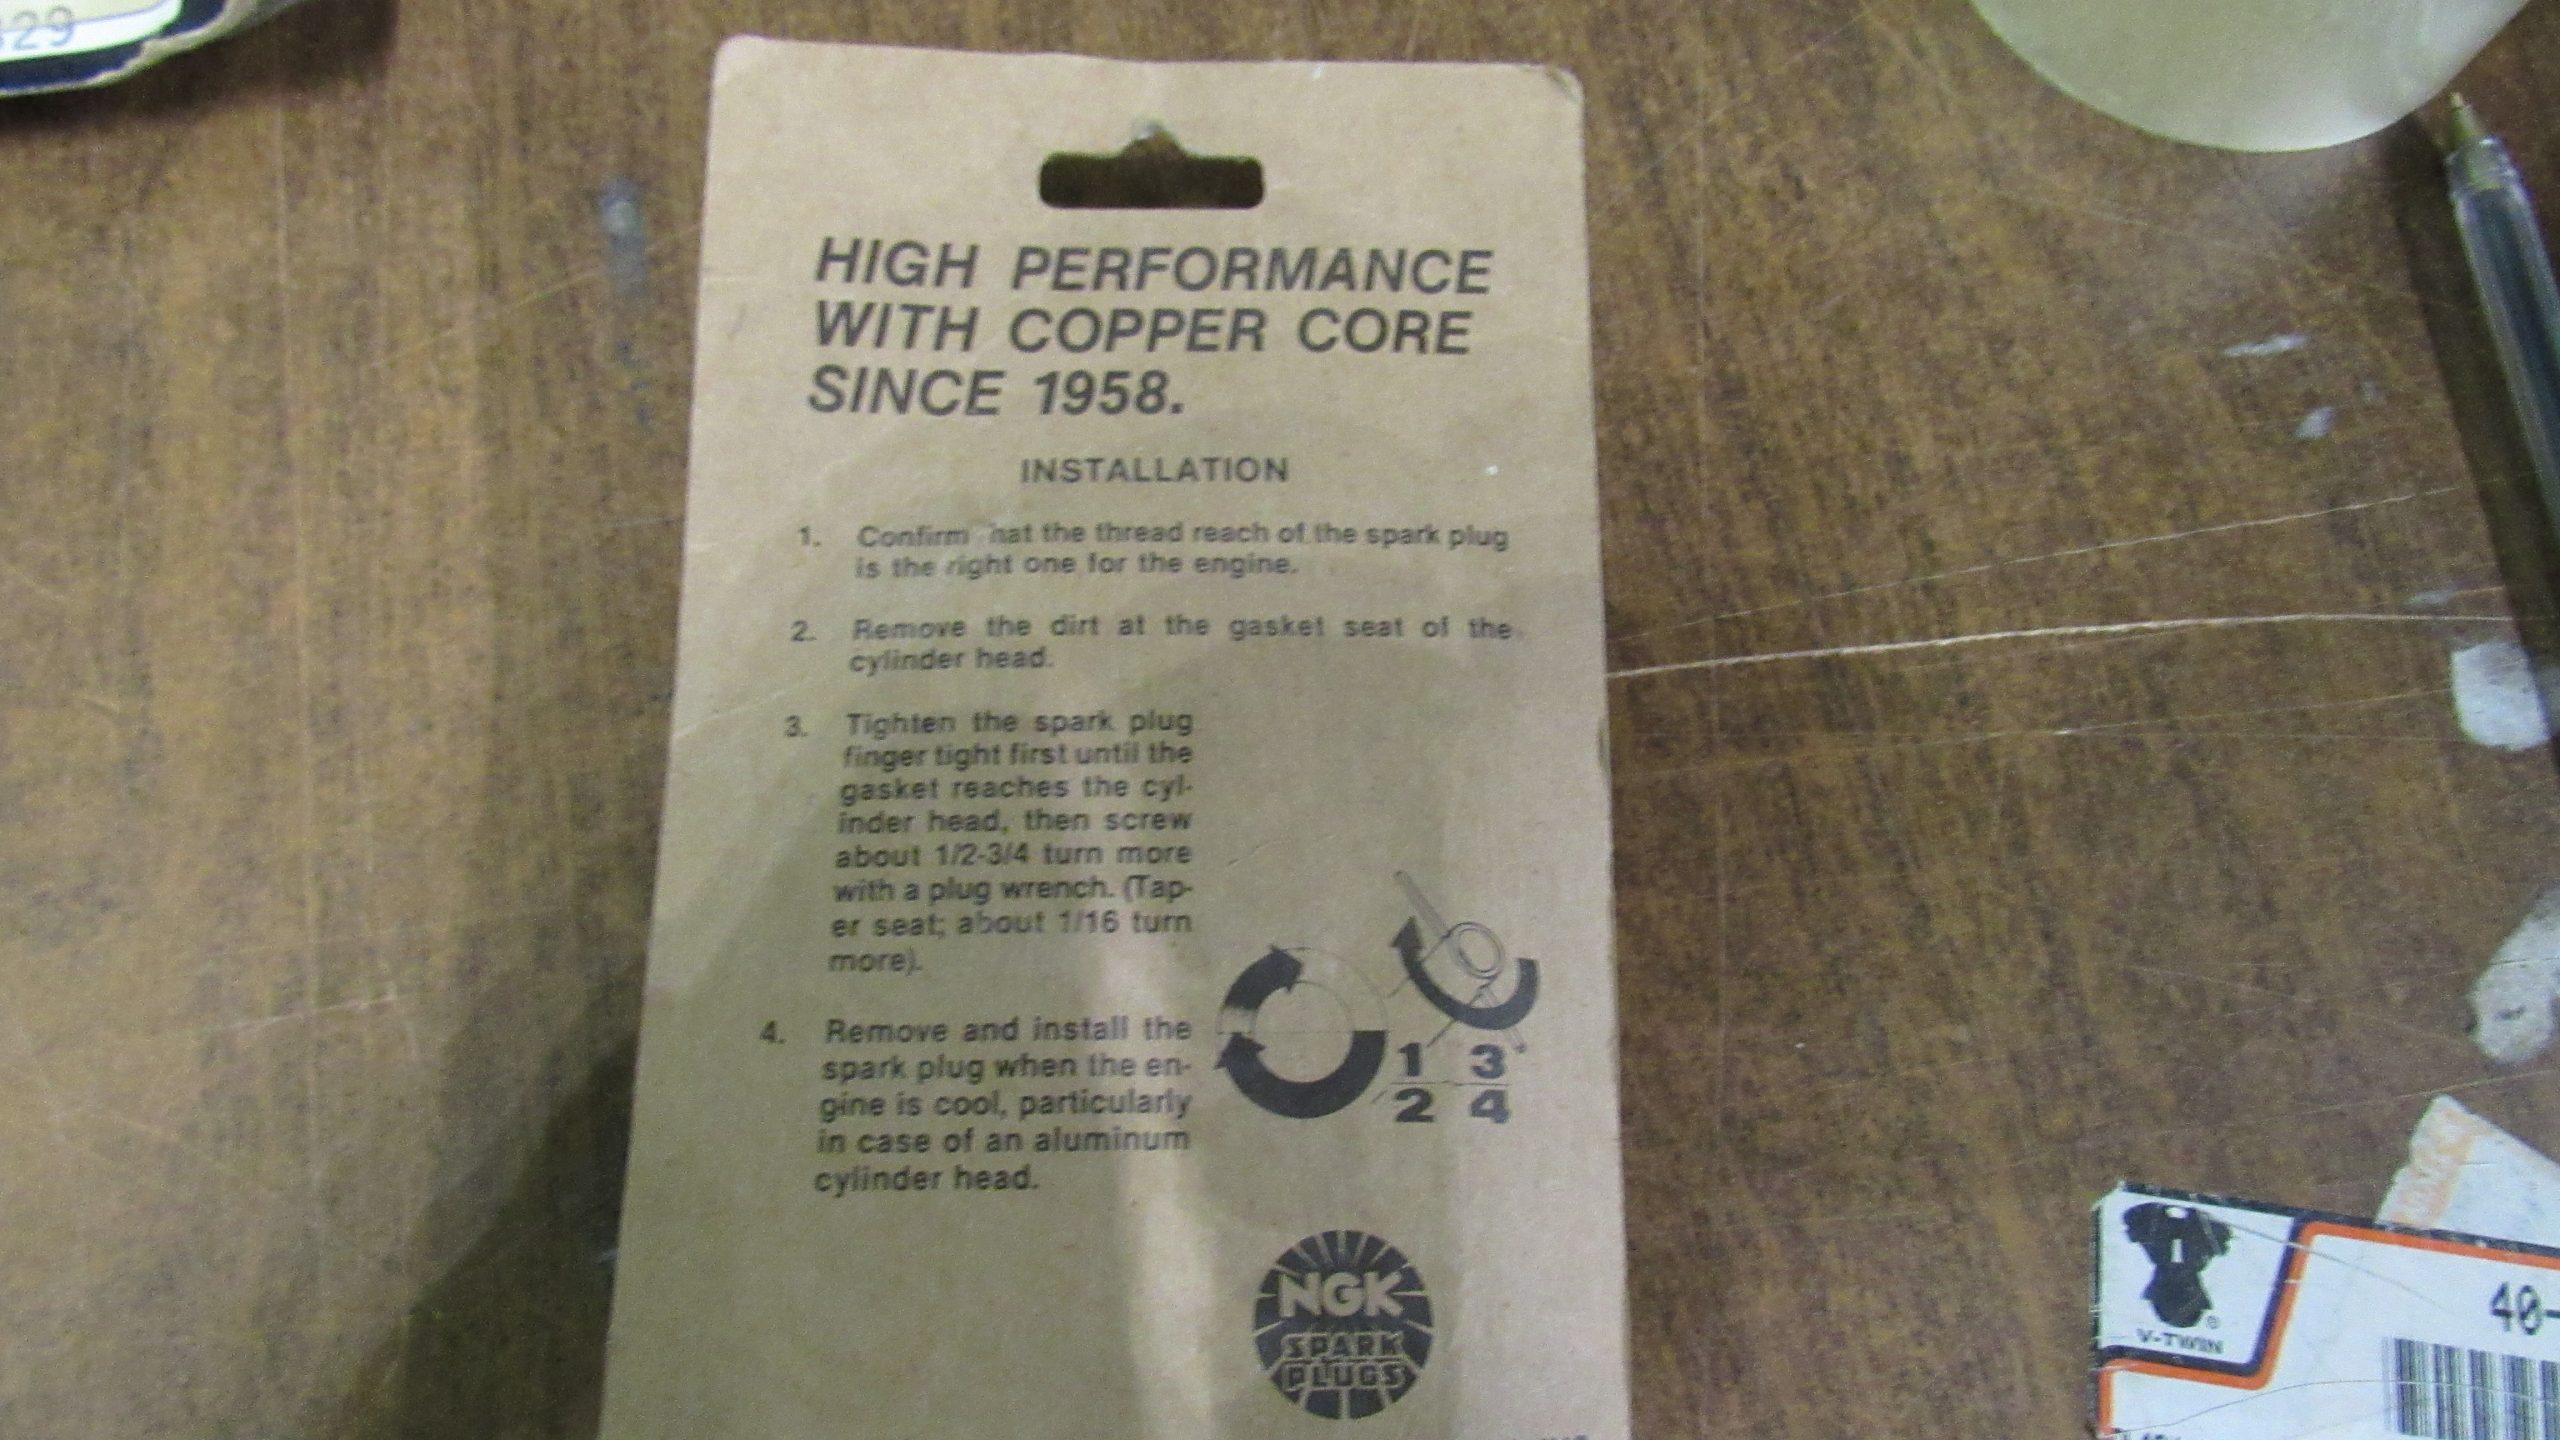 329
HIGH PERFORMANCE
WITH COPPER CORE
SINCE 1958.
INSTALLATION
1. Confirm hat the thread reach of the spark plug
is the right one for the engine.
2. Remove the dirt at the gasket seat of the
cylinder head.
3. Tighten the spark plug
finger tight first until the
gasket reaches the cyl-
inder head, then screw
about 1/2-3/4 turn more
with a plug wrench. (Tap-
er seat; about 1/16 turn
more).
4. Remove and install the
spark plug when the en-
gine is cool, particularly
in case of an aluminum
cylinder head.
1/2 3/4
NGK
SPARK
PLUGS
V-TWIN
®
40-